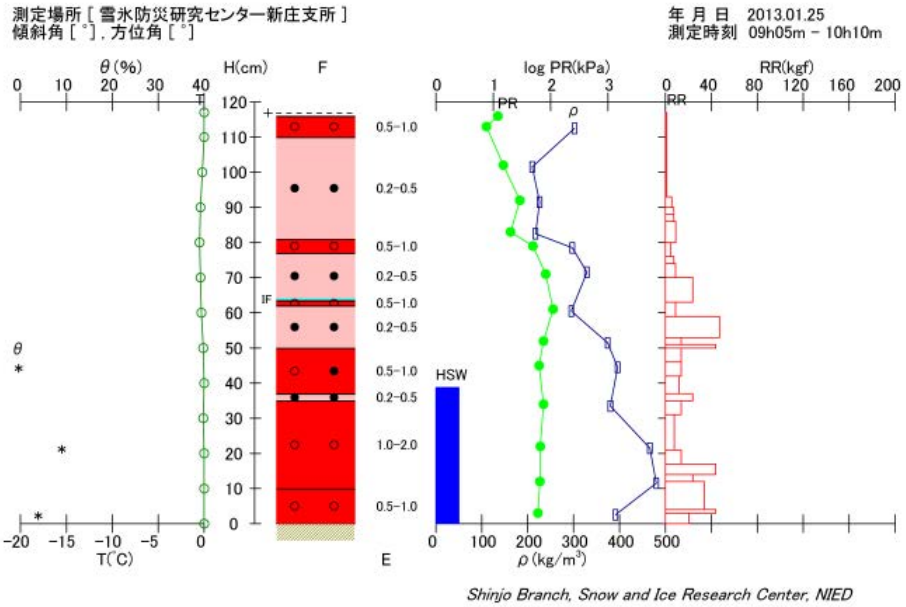 測定場所 [ 雪氷防災研究センター新庄支所 ]
傾斜角 [ °] , 方位角 [ °]
年 月 日 2013.01.25
測定時刻 09h05m - 10h10m
θ(%) H(cm) F log PR(kPa) RR(kgf)
0 10 20 30 40 0 1 2 3 0 40 80 120 160 200
T 120 + PR ρ RR
110 0.5-1.0
100
90 0.2-0.5
80 0.5-1.0
70 0.2-0.5
IF 0.5-1.0
60 0.2-0.5
θ 50
* 40 0.5-1.0 HSW
0.2-0.5
30
* 20 1.0-2.0
10
* 0.5-1.0
0
-20 -15 -10 -5 0 0 100 200 300 400 500
T(°C) E ρ (kg/m³)
Shinjo Branch, Snow and Ice Research Center, NIED